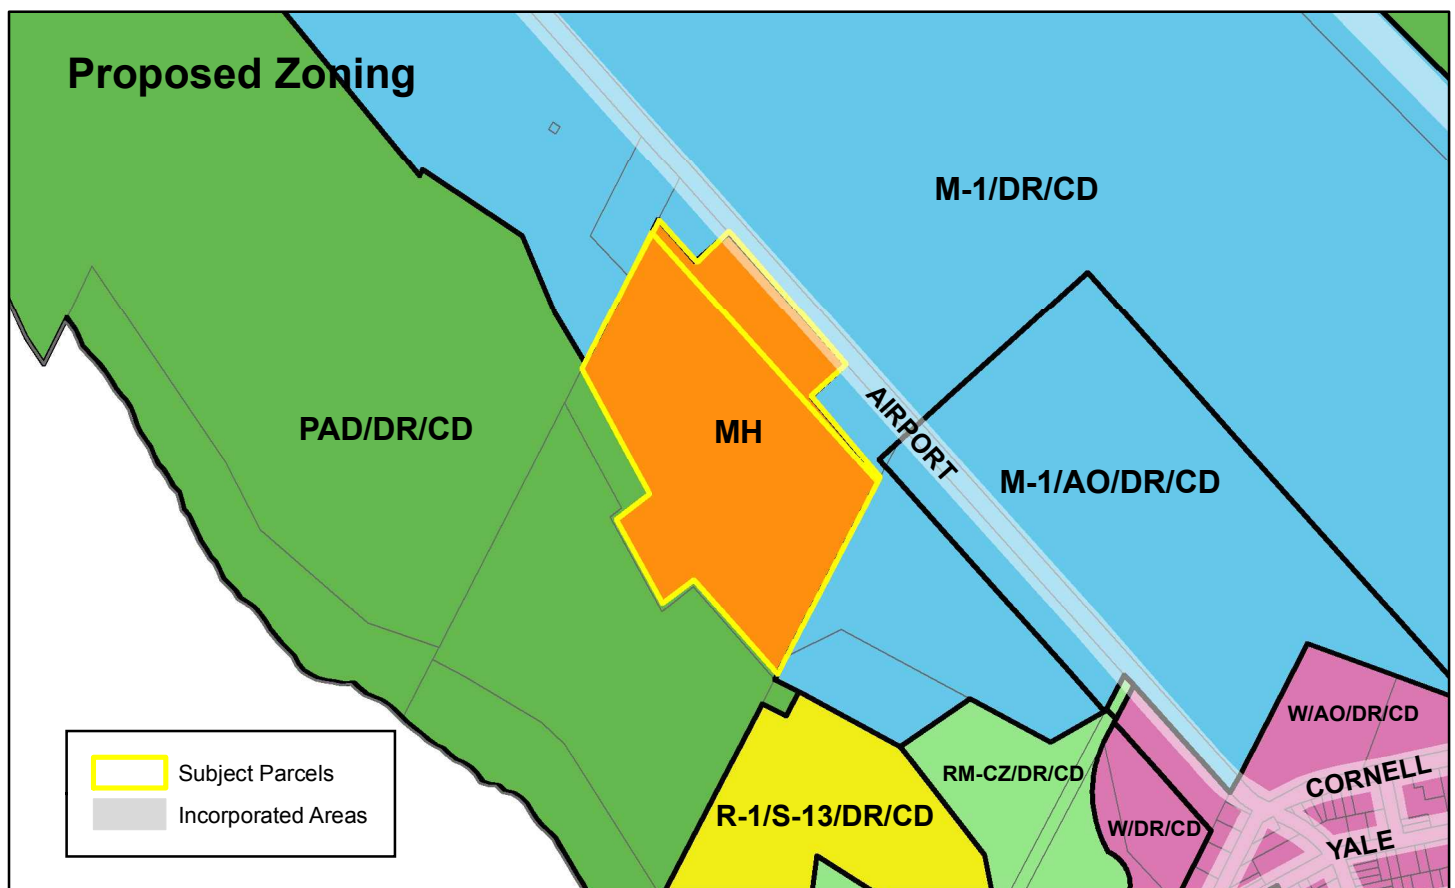 Proposed Zoning
M-1/DR/CD
PAD/DR/CD
MH
AIRPORT
M-1/AO/DR/CD
W/AO/DR/CD
RM-CZ/DR/CD
CORNELL
R-1/S-13/DR/CD
W/DR/CD
YALE
Subject Parcels
Incorporated Areas